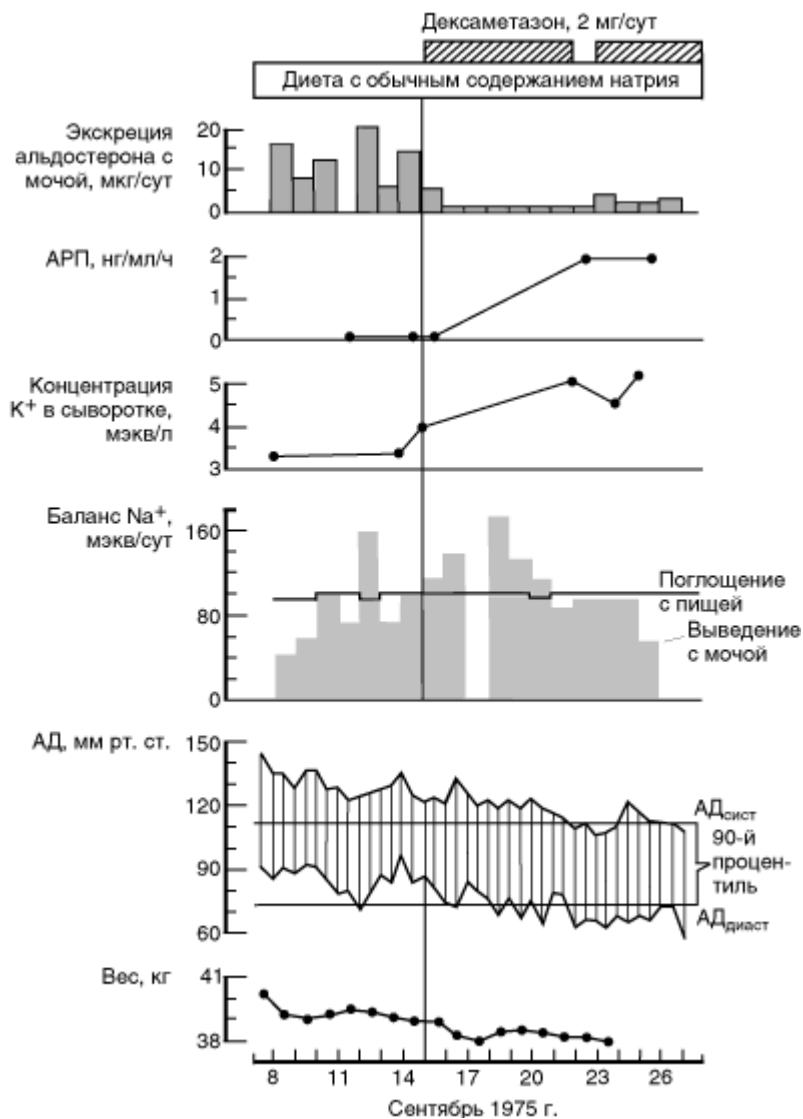 Дексаметазон, 2 мг/сут
Диета с обычным содержанием натрия
Экскреция
альдостерона с
мочой, мкг/сут
20
10
0
АРП, нг/мл/ч
2
1
0
Концентрация
K⁺ в сыворотке,
мэкв/л
5
4
3
Баланс Na⁺,
мэкв/сут
160
80
0
Поглощение
с пищей
Выведение
с мочой
АД, мм рт. ст.
150
120
90
60
АДсист
90-й
процен-
тиль
АДдиаст
Вес, кг
41
38
8 11 14 17 20 23 26
Сентябрь 1975 г.